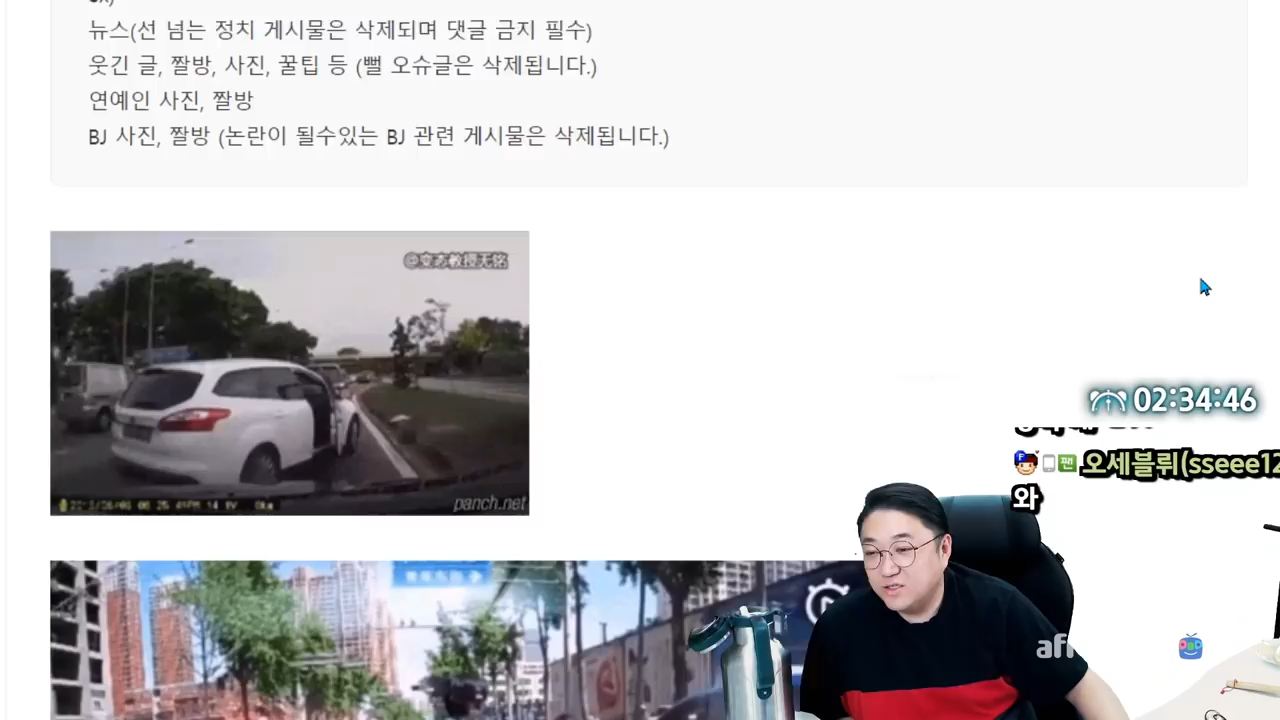 뉴스(선 넘는 정치 게시물은 삭제되며 댓글 금지 필수)
웃긴 글, 짤방, 사진, 꿀팁 등 (뻘 오슈글은 삭제됩니다.)
연예인 사진, 짤방
BJ 사진, 짤방 (논란이 될수있는 BJ 관련 게시물은 삭제됩니다.)
@变态教授无铭
02:34:46
팬 오세블뤼(sseee12
와
panch.net
af